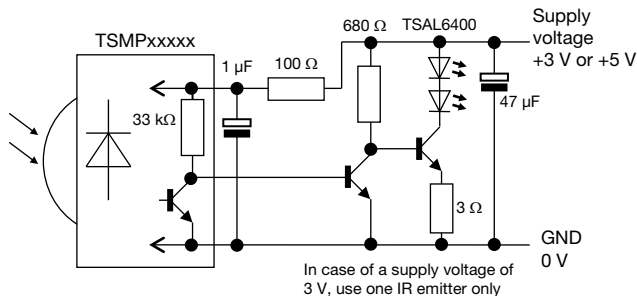 TSMPxxxxx
1 µF
100 Ω
680 Ω
TSAL6400
Supply
voltage
+3 V or +5 V
33 kΩ
47 µF
3 Ω
GND
0 V
In case of a supply voltage of
3 V, use one IR emitter only